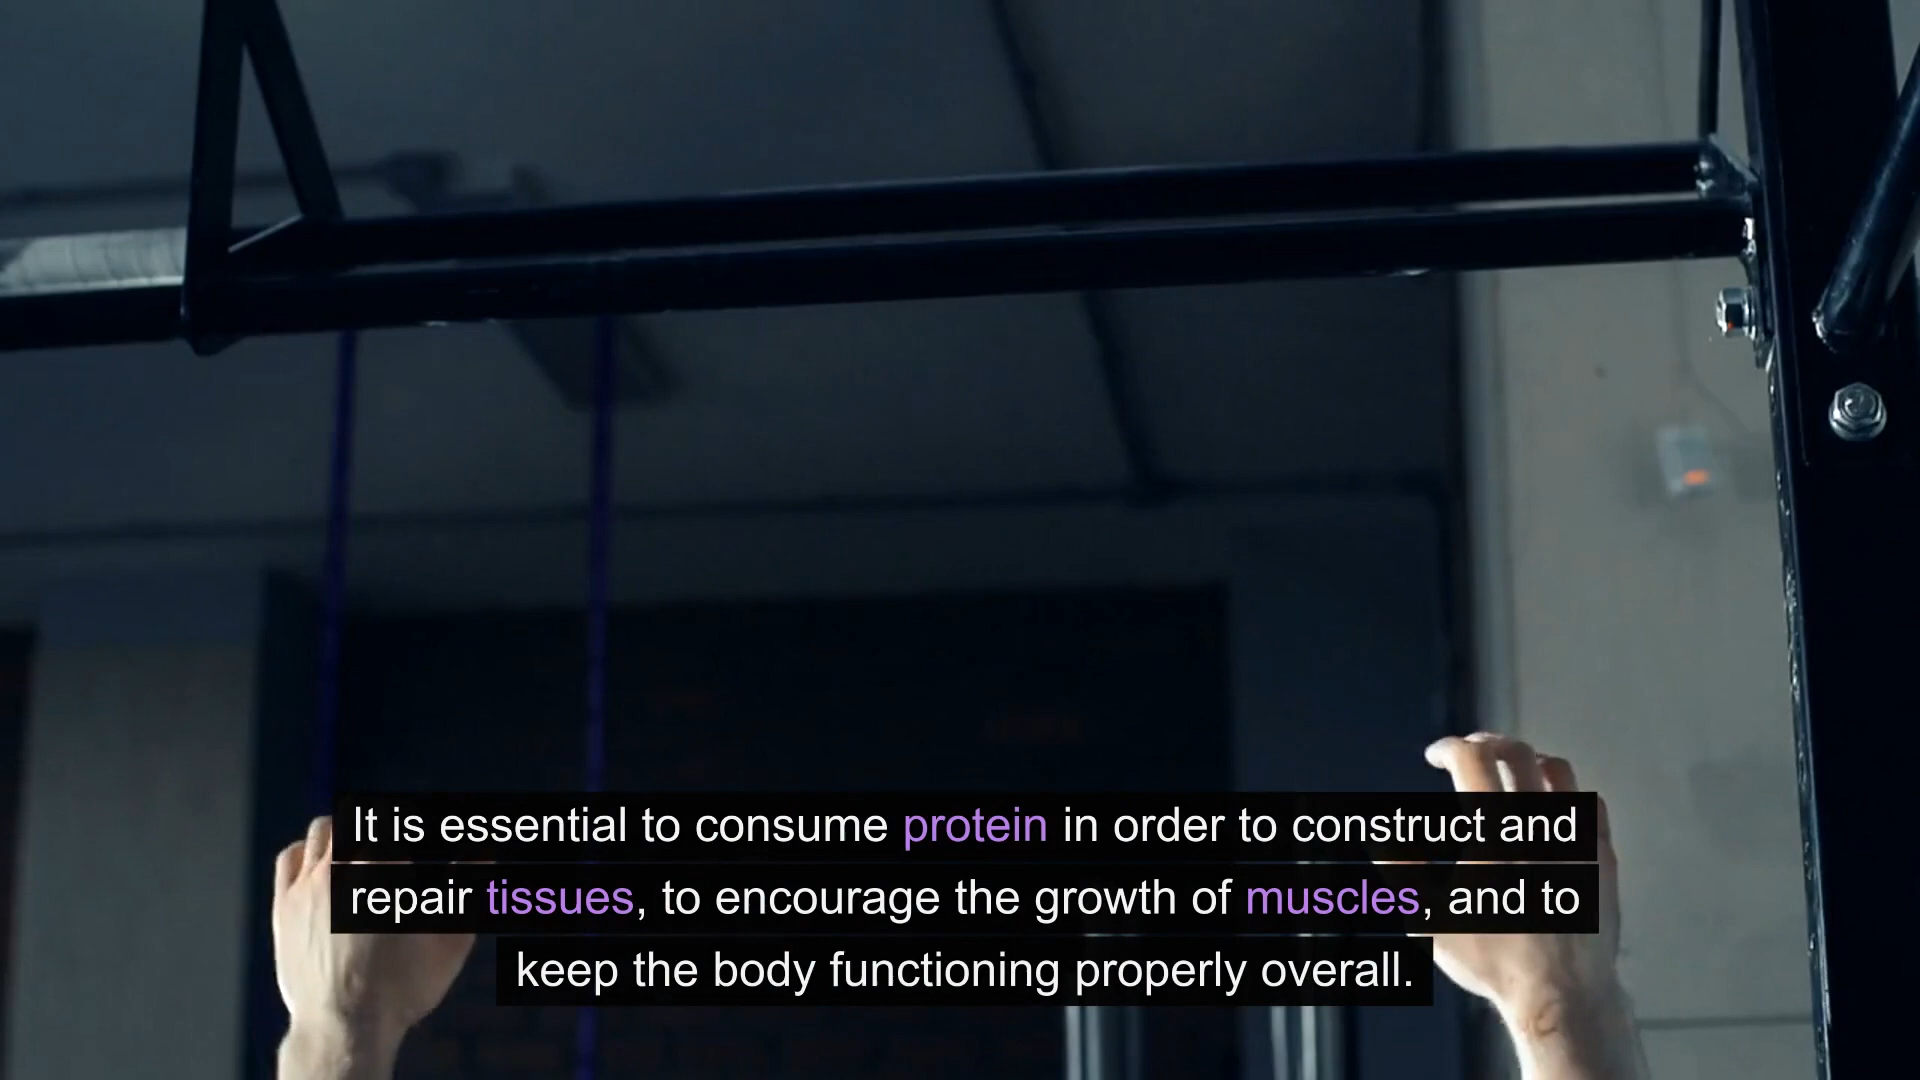 It is essential to consume protein in order to construct and
repair tissues, to encourage the growth of muscles, and to
keep the body functioning properly overall.